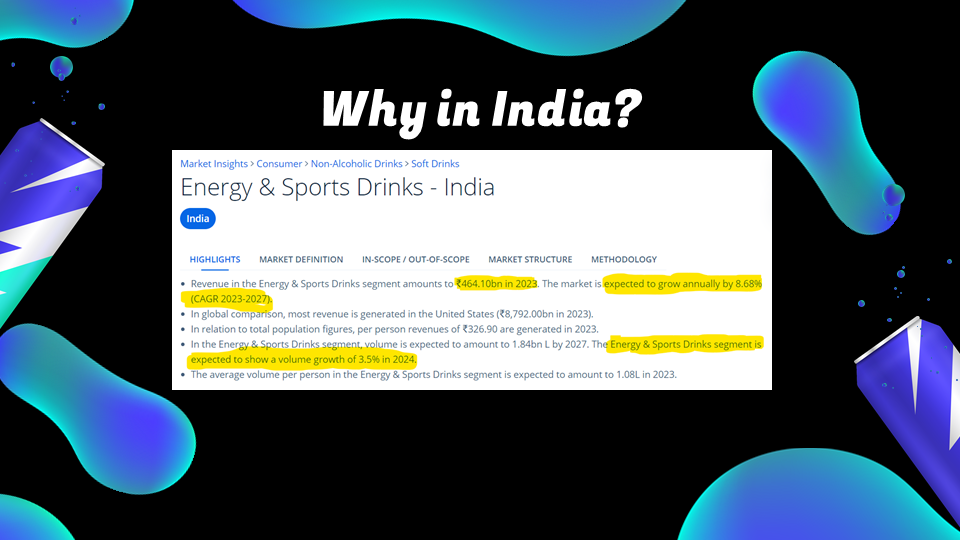 Why in India?
Market Insights > Consumer > Non-Alcoholic Drinks > Soft Drinks
Energy & Sports Drinks - India
India
HIGHLIGHTS MARKET DEFINITION IN-SCOPE / OUT-OF-SCOPE MARKET STRUCTURE METHODOLOGY
• Revenue in the Energy & Sports Drinks segment amounts to ₹464.10bn in 2023. The market is expected to grow annually by 8.68%
(CAGR 2023-2027).
• In global comparison, most revenue is generated in the United States (₹8,792.00bn in 2023).
• In relation to total population figures, per person revenues of ₹326.90 are generated in 2023.
• In the Energy & Sports Drinks segment, volume is expected to amount to 1.84bn L by 2027. The Energy & Sports Drinks segment is
expected to show a volume growth of 3.5% in 2024.
• The average volume per person in the Energy & Sports Drinks segment is expected to amount to 1.08L in 2023.